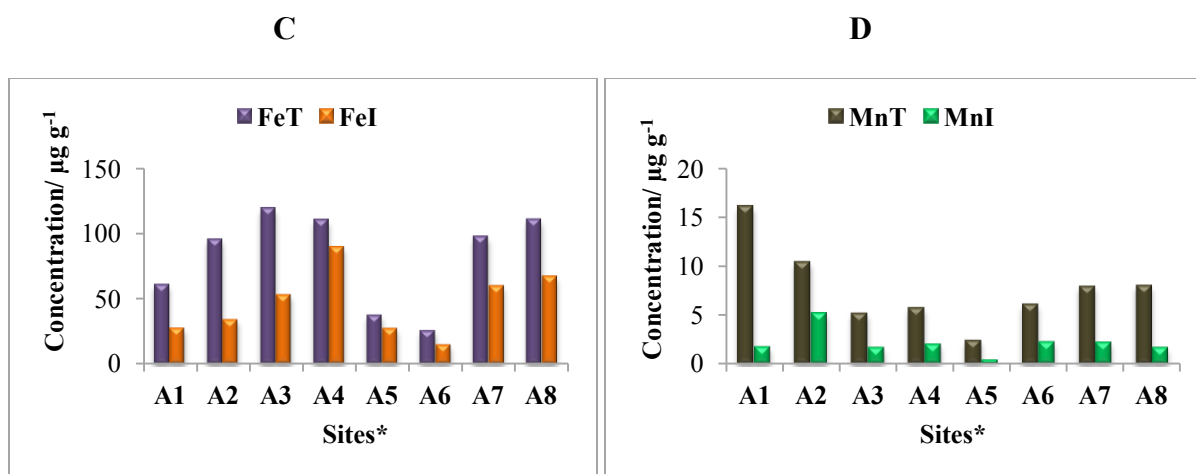 C
D
FeT FeI
Concentration/ µg g⁻¹
150
100
50
0
A1 A2 A3 A4 A5 A6 A7 A8
Sites*
MnT MnI
Concentration/ µg g⁻¹
20
15
10
5
0
A1 A2 A3 A4 A5 A6 A7 A8
Sites*